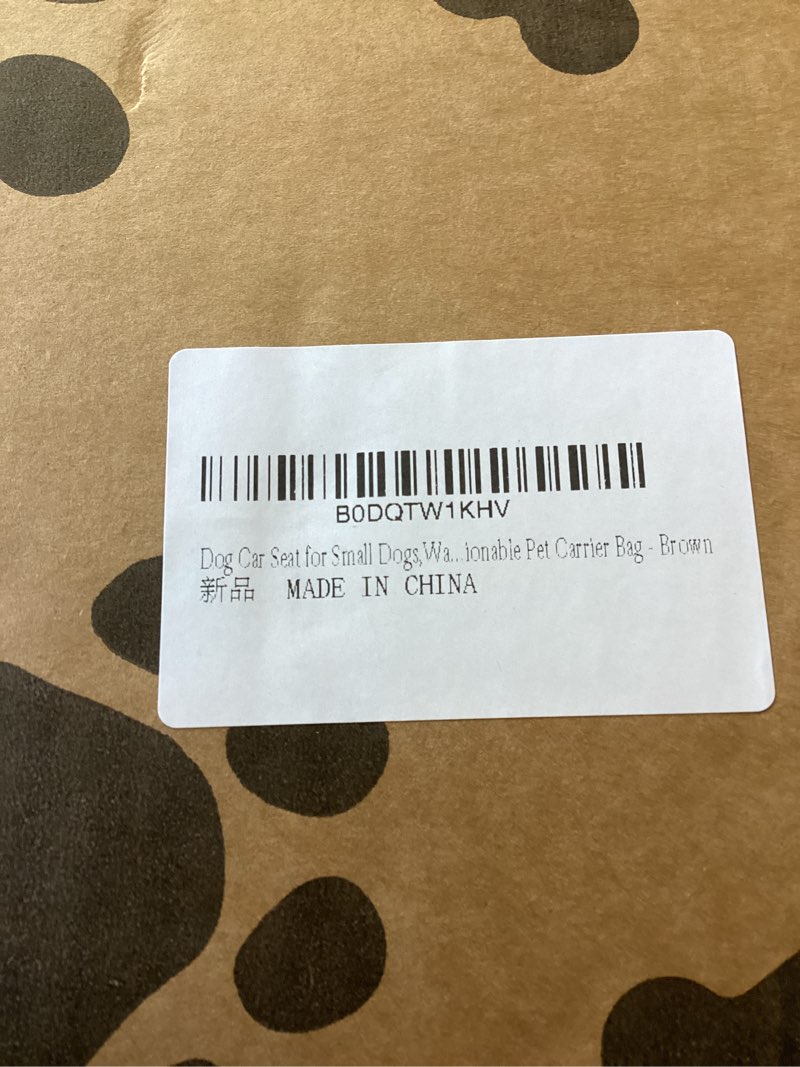 B0DQTW1KHV
Dog Car Seat for Small Dogs,Wa...ionable Pet Carrier Bag - Brown
新品 MADE IN CHINA